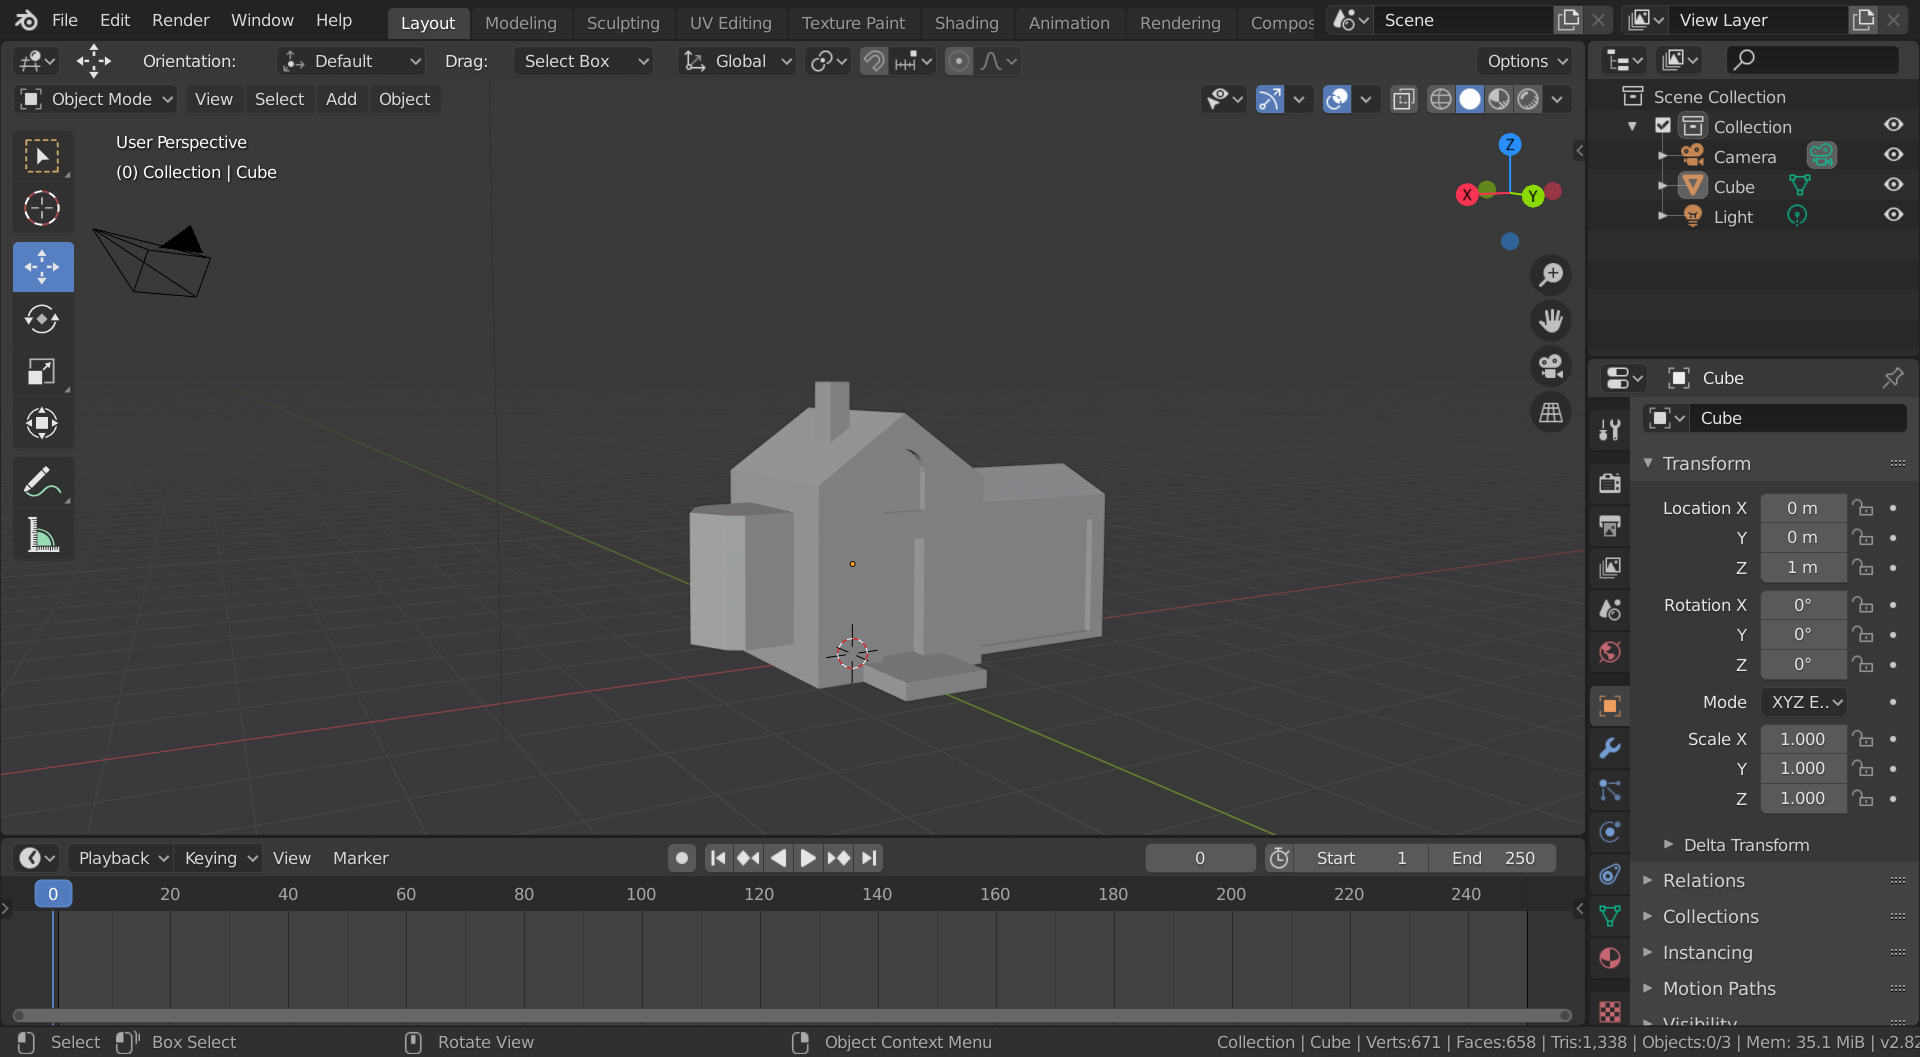 File Edit Render Window Help Layout Modeling Sculpting UV Editing Texture Paint Shading Animation Rendering Compos Scene View Layer
Orientation: Default Drag: Select Box Global Options
Object Mode View Select Add Object
User Perspective
(0) Collection | Cube
Z
X
Y
Scene Collection
Collection
Camera
Cube
Light
Cube
Cube
Transform
Location X 0 m
Y 0 m
Z 1 m
Rotation X 0°
Y 0°
Z 0°
Mode XYZ E..
Scale X 1.000
Y 1.000
Z 1.000
Delta Transform
Relations
Collections
Instancing
Motion Paths
Visibility
Playback Keying View Marker 0 Start 1 End 250
0 20 40 60 80 100 120 140 160 180 200 220 240
Select Box Select Rotate View Object Context Menu Collection | Cube | Verts:671 | Faces:658 | Tris:1,338 | Objects:0/3 | Mem: 35.1 MiB | v2.82